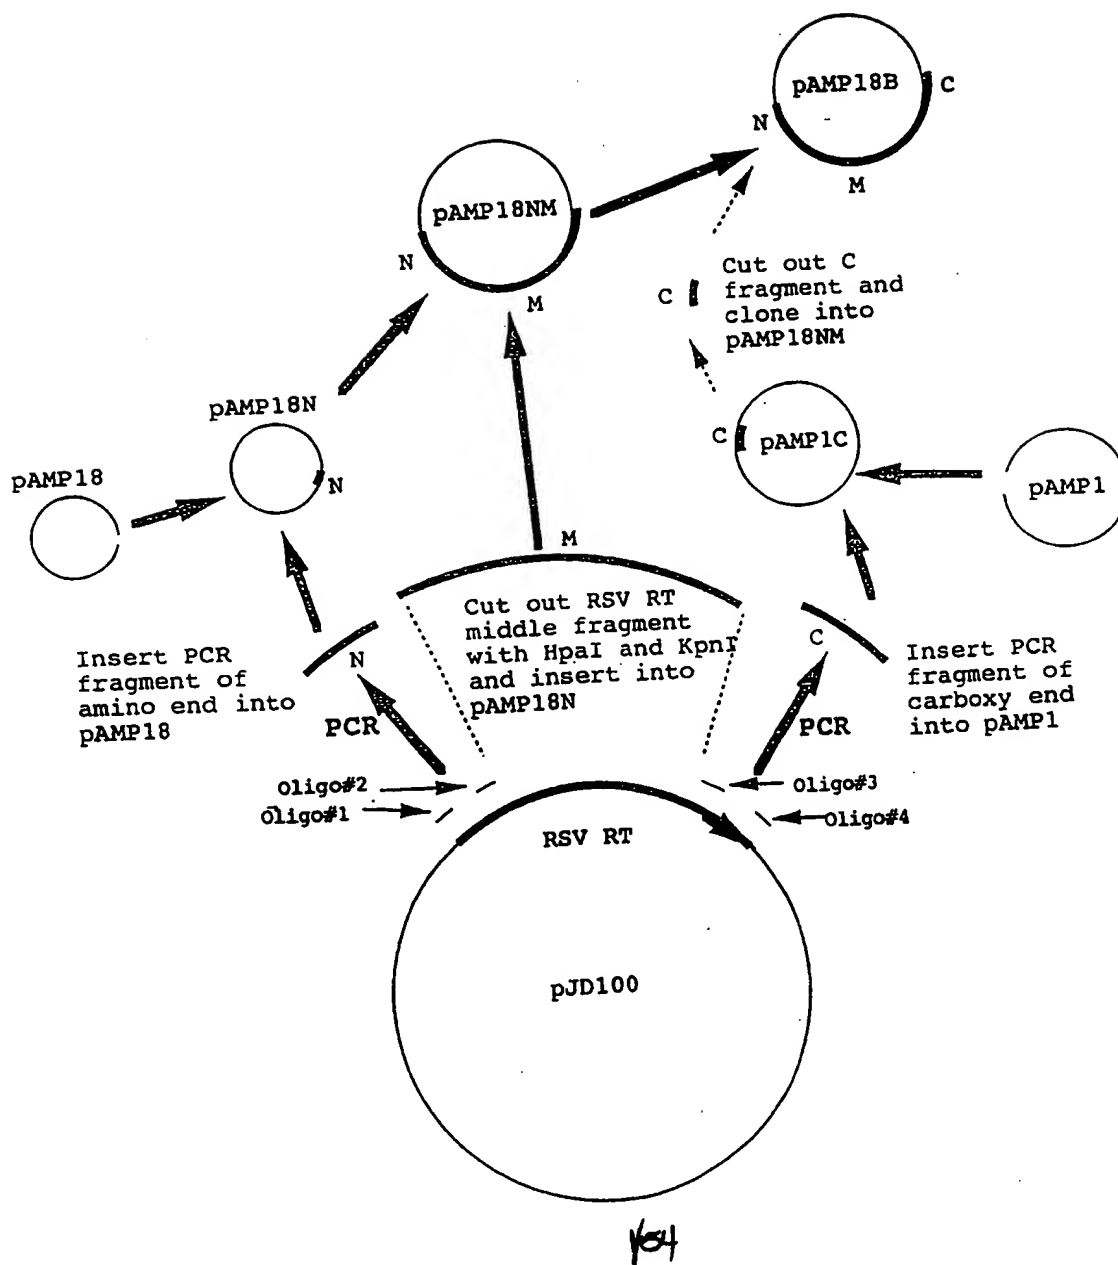 pAMP18B
C
N
M
pAMP18NM
N
M
Cut out C
fragment and
clone into
pAMP18NM
C
pAMP18N
N
pAMP18
C
pAMP1C
pAMP1
M
Cut out RSV RT
middle fragment
with HpaI and KpnI
and insert into
pAMP18N
N
Insert PCR
fragment of
amino end into
pAMP18
C
Insert PCR
fragment of
carboxy end
into pAMP1
PCR
PCR
Oligo#2
Oligo#1
Oligo#3
Oligo#4
RSV RT
pJD100